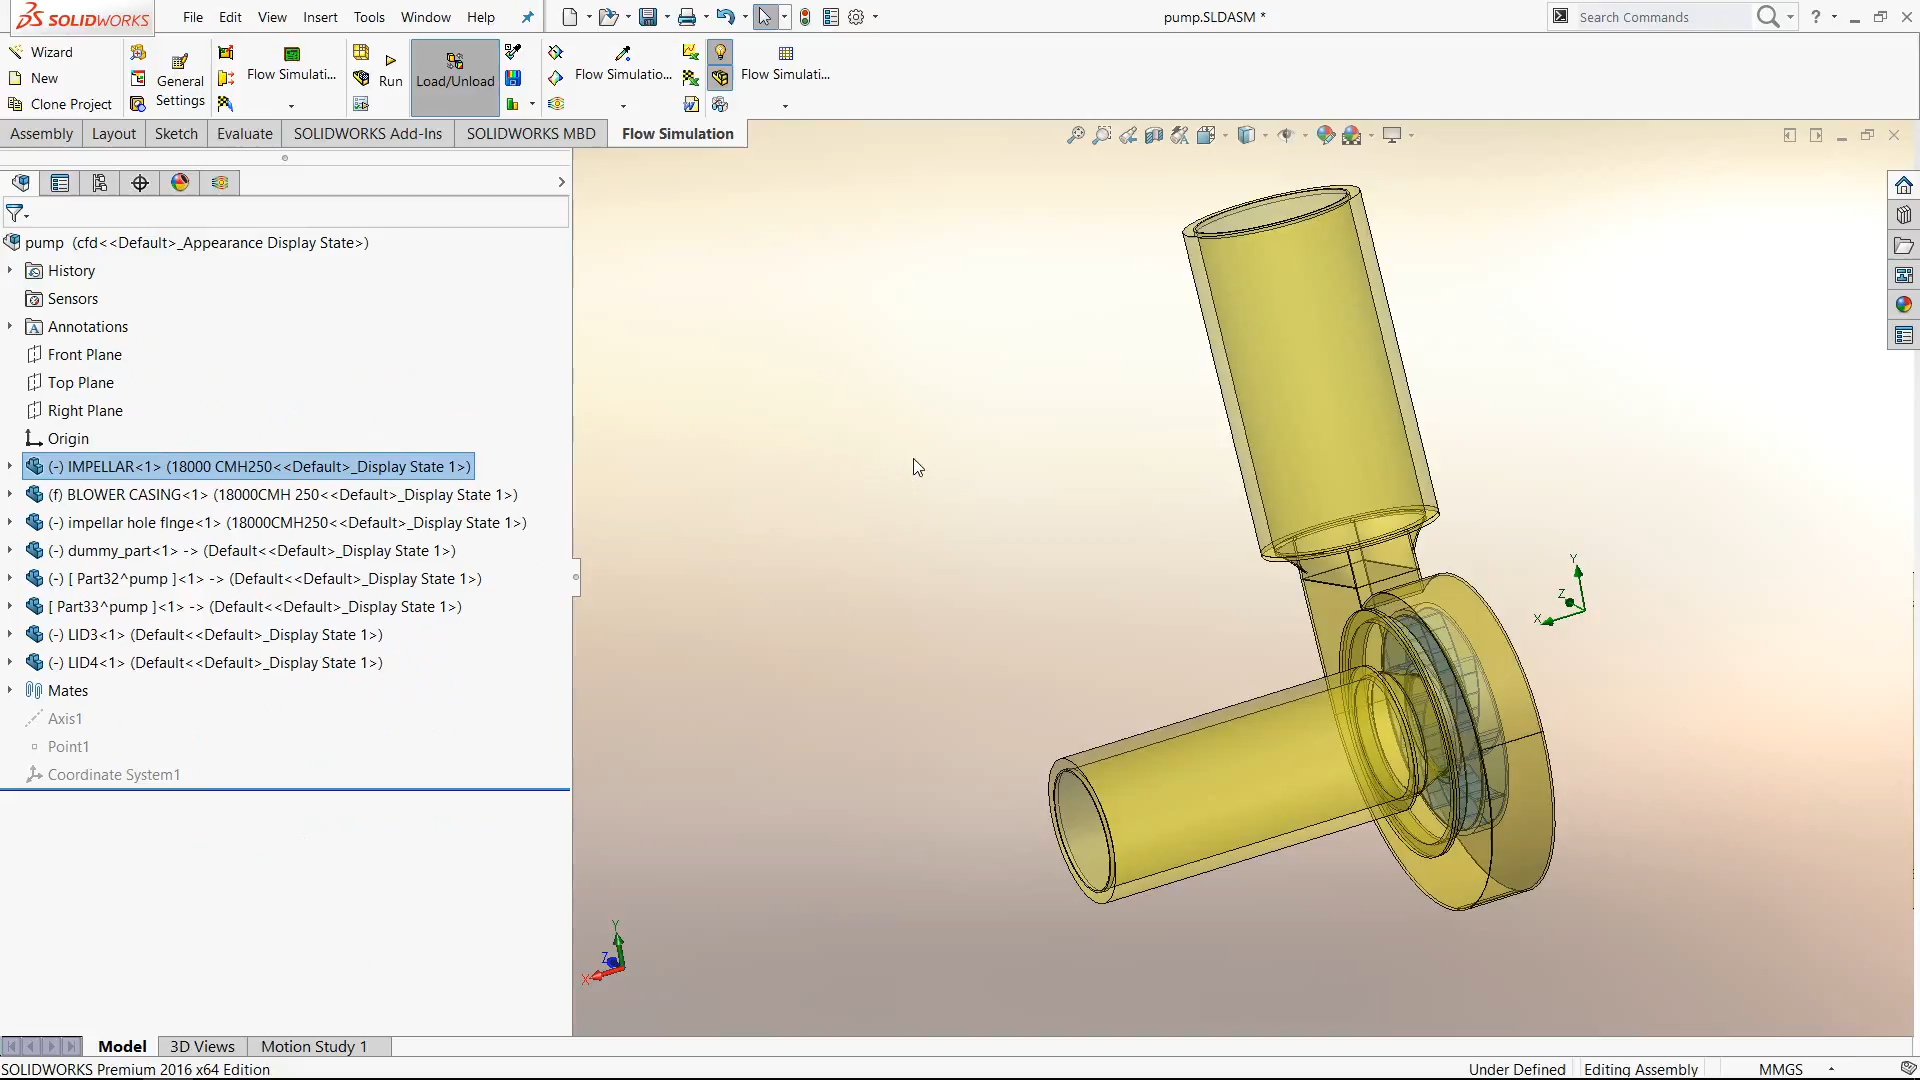 SOLIDWORKS
File Edit View Insert Tools Window Help
pump.SLDASM *
Search Commands
?
Wizard
New
Clone Project
General
Settings
Flow Simulati...
Run
Load/Unload
Flow Simulatio...
Flow Simulati...
Assembly Layout Sketch Evaluate SOLIDWORKS Add-Ins SOLIDWORKS MBD Flow Simulation
pump (cfd<<Default>_Appearance Display State>)
History
Sensors
A Annotations
Front Plane
Top Plane
Right Plane
Origin
(-) IMPELLAR<1> (18000 CMH250<<Default>_Display State 1>)
(f) BLOWER CASING<1> (18000CMH 250<<Default>_Display State 1>)
(-) impellar hole flnge<1> (18000CMH250<<Default>_Display State 1>)
(-) dummy_part<1> -> (Default<<Default>_Display State 1>)
(-) [ Part32^pump ]<1> -> (Default<<Default>_Display State 1>)
[ Part33^pump ]<1> -> (Default<<Default>_Display State 1>)
(-) LID3<1> (Default<<Default>_Display State 1>)
(-) LID4<1> (Default<<Default>_Display State 1>)
Mates
Axis1
Point1
Coordinate System1
Y
Z
X
Y
Z
X
Model 3D Views Motion Study 1
SOLIDWORKS Premium 2016 x64 Edition
Under Defined Editing Assembly MMGS